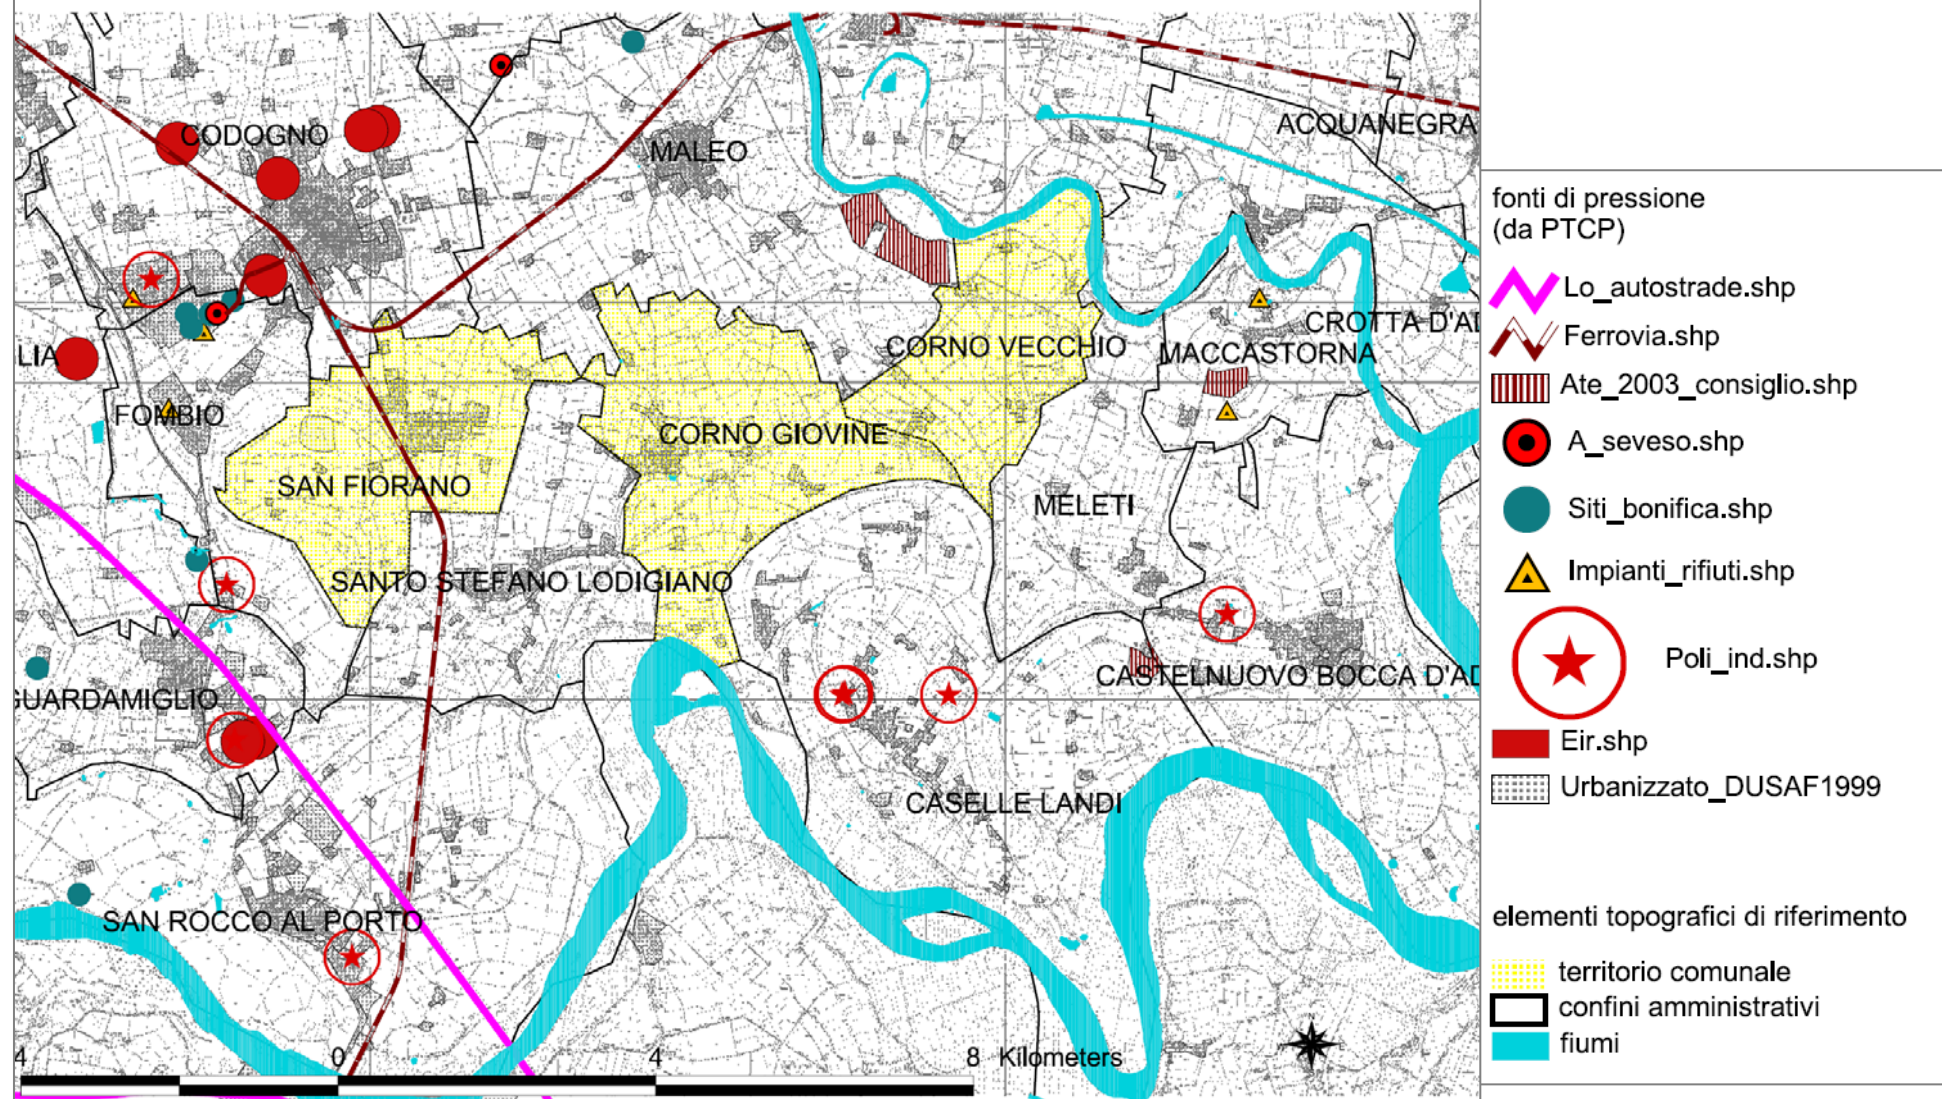 CODOGNO
MALEO
ACQUANEGRA
CORNO VECCHIO
CROTTA D'AD
MACCASTORNA
LIA
FOMBIO
CORNO GIOVINE
SAN FIORANO
MELETI
SANTO STEFANO LODIGIANO
CASTELNUOVO BOCCA D'AD
GUARDAMIGLIO
CASELLE LANDI
SAN ROCCO AL PORTO
4 0 4 8 Kilometers
fonti di pressione
(da PTCP)
Lo_autostrade.shp
Ferrovia.shp
Ate_2003_consiglio.shp
A_seveso.shp
Siti_bonifica.shp
Impianti_rifiuti.shp
Poli_ind.shp
Eir.shp
Urbanizzato_DUSAF1999
elementi topografici di riferimento
territorio comunale
confini amministrativi
fiumi